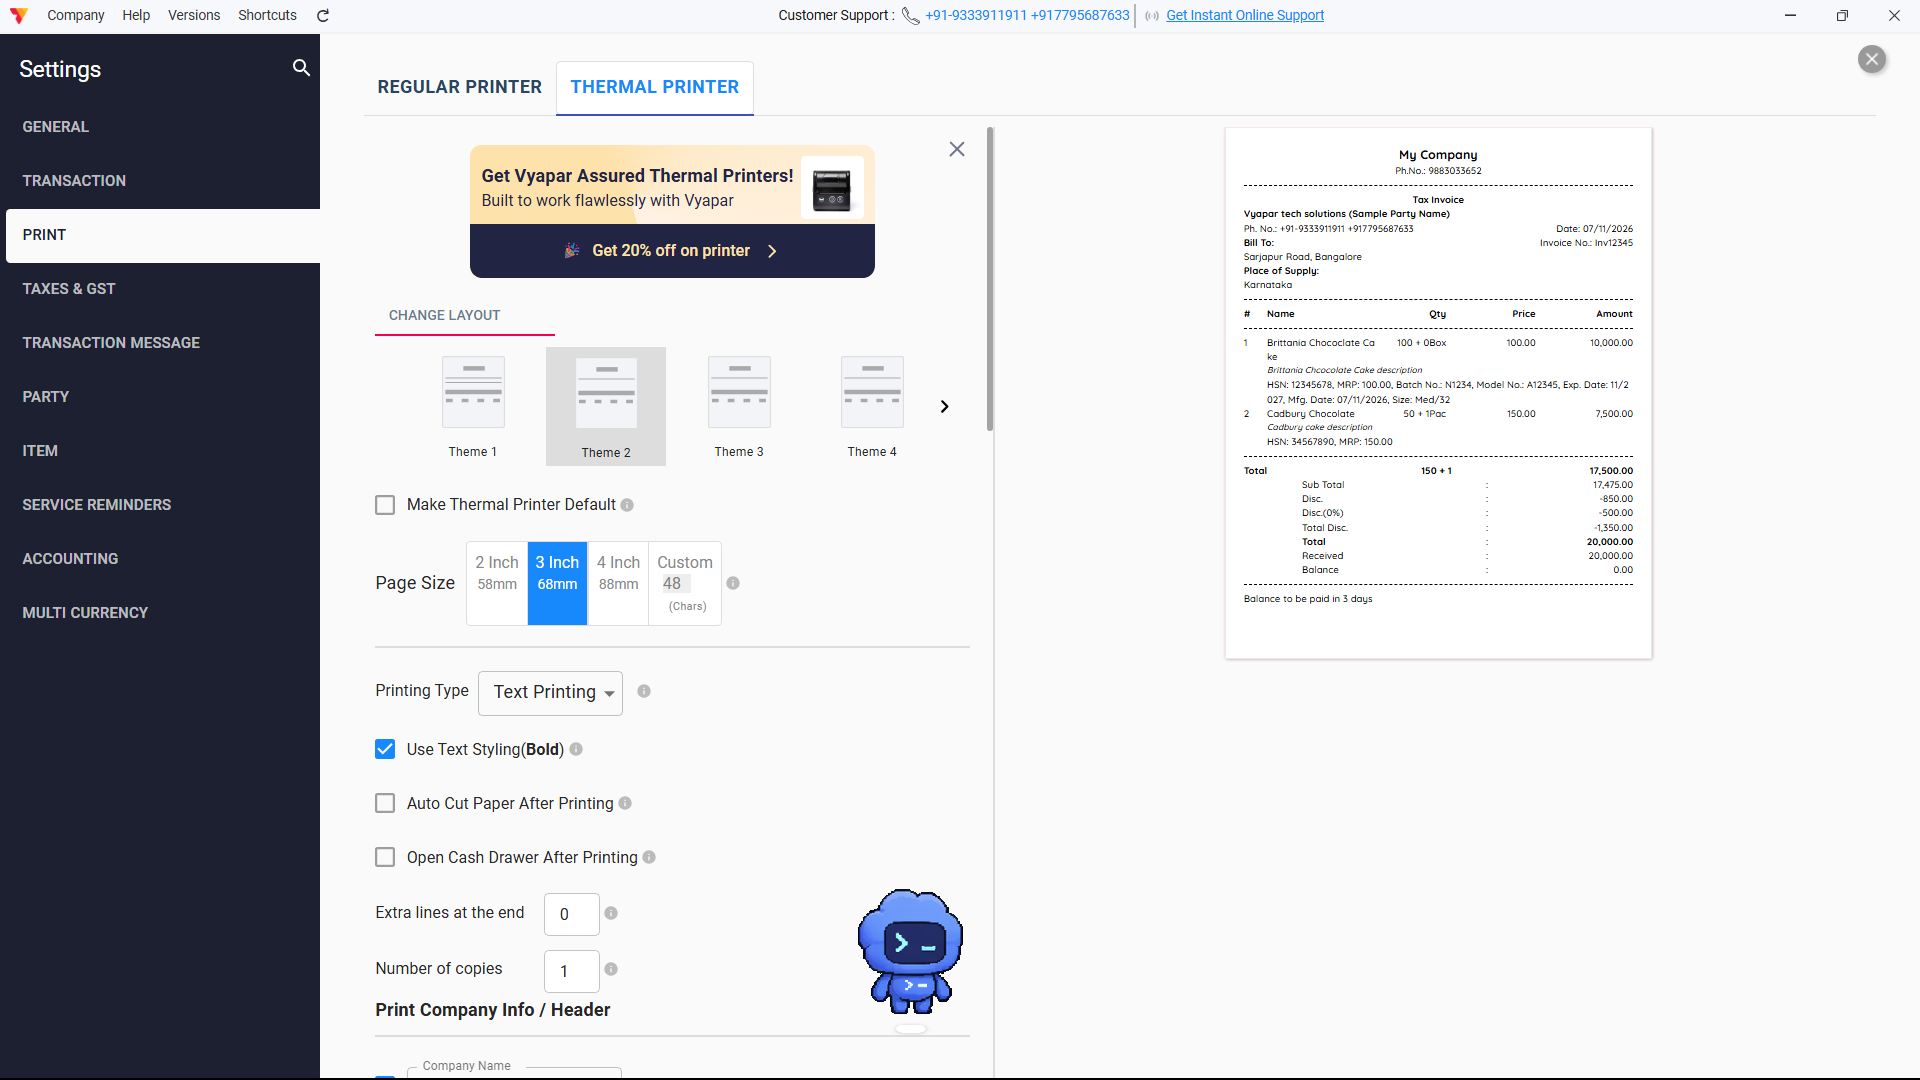 Company Help Versions Shortcuts
Customer Support : +91-9333911911 +917795687633 Get Instant Online Support
Settings
GENERAL
TRANSACTION
PRINT
TAXES & GST
TRANSACTION MESSAGE
PARTY
ITEM
SERVICE REMINDERS
ACCOUNTING
MULTI CURRENCY
REGULAR PRINTER THERMAL PRINTER
Get Vyapar Assured Thermal Printers!
Built to work flawlessly with Vyapar
Get 20% off on printer
CHANGE LAYOUT
Theme 1 Theme 2 Theme 3 Theme 4
Make Thermal Printer Default
Page Size
2 Inch 58mm
3 Inch 68mm
4 Inch 88mm
Custom 48 (Chars)
Printing Type Text Printing
Use Text Styling(Bold)
Auto Cut Paper After Printing
Open Cash Drawer After Printing
Extra lines at the end 0
Number of copies 1
Print Company Info / Header
Company Name
My Company
Ph.No.: 9883033652
Tax Invoice
Vyapar tech solutions (Sample Party Name)
Ph. No.: +91-9333911911 +917795687633 Date: 07/11/2026
Bill To: Invoice No.: Inv12345
Sarjapur Road, Bangalore
Place of Supply:
Karnataka
# Name Qty Price Amount
1 Brittania Chococlate Ca 100 + 0Box 100.00 10,000.00
ke
Brittania Chcocolate Cake description
HSN: 12345678, MRP: 100.00, Batch No.: N1234, Model No.: A12345, Exp. Date: 11/2
027, Mfg. Date: 07/11/2026, Size: Med/32
2 Cadbury Chocolate 50 + 1Pac 150.00 7,500.00
Cadbury cake description
HSN: 34567890, MRP: 150.00
Total 150 + 1 17,500.00
Sub Total : 17,475.00
Disc. : -850.00
Disc.(0%) : -500.00
Total Disc. : -1,350.00
Total : 20,000.00
Received : 20,000.00
Balance : 0.00
Balance to be paid in 3 days